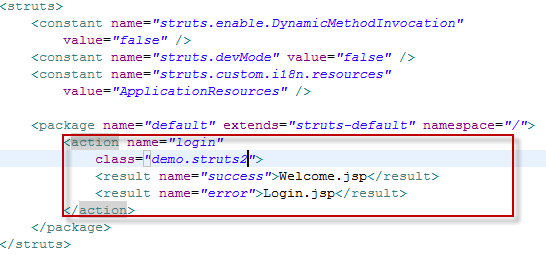 <struts>
<constant name="struts.enable.DynamicMethodInvocation"
value="false" />
<constant name="struts.devMode" value="false" />
<constant name="struts.custom.i18n.resources"
value="ApplicationResources" />
<package name="default" extends="struts-default" namespace="/">
<action name="login"
class="demo.struts2">
<result name="success">Welcome.jsp</result>
<result name="error">Login.jsp</result>
</action>
</package>
</struts>